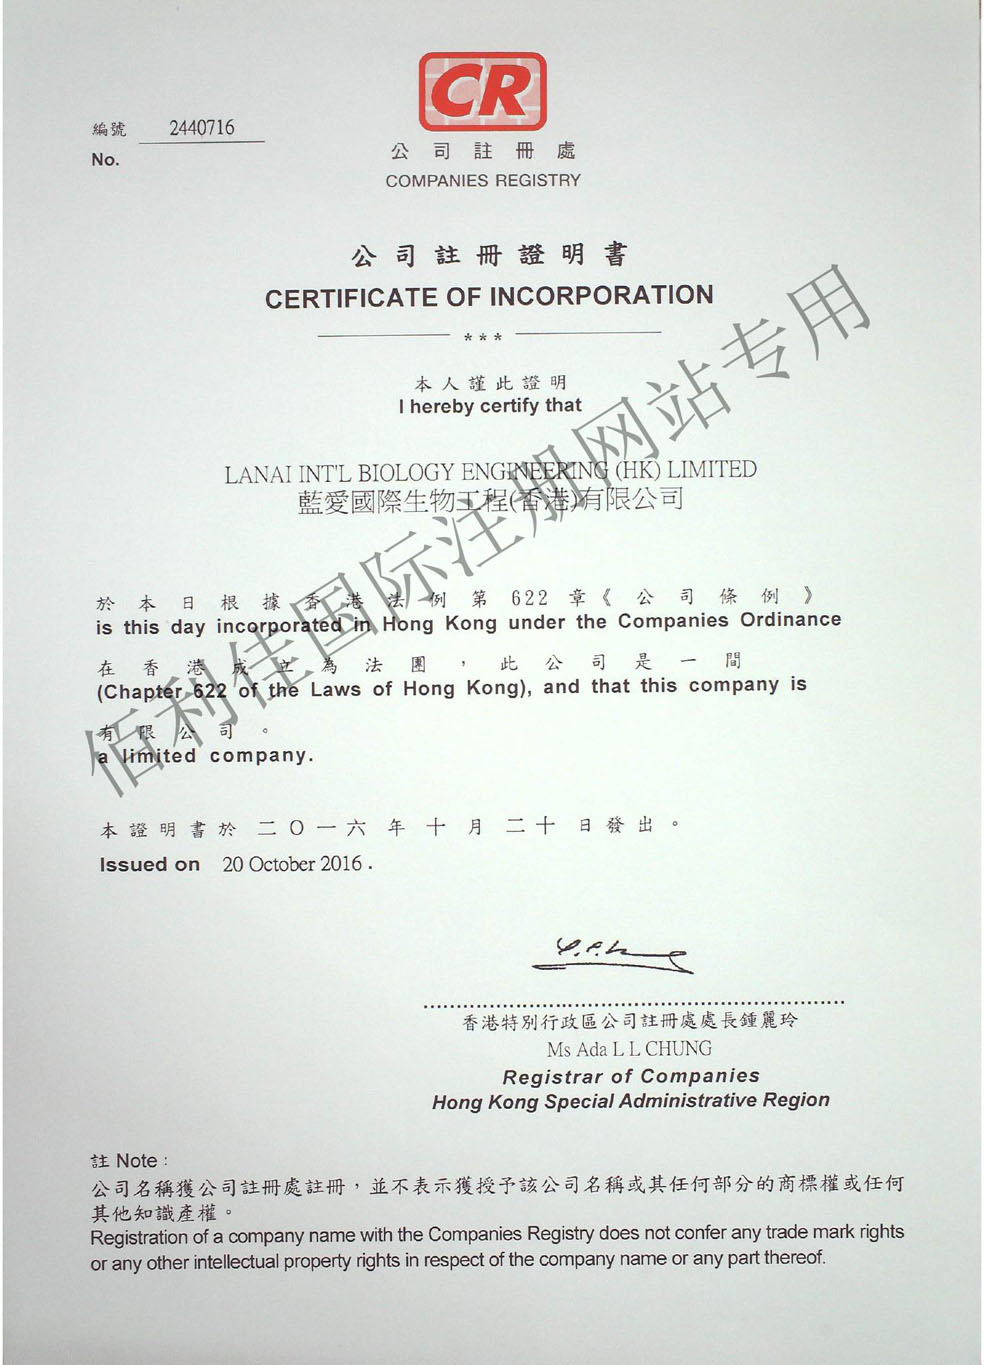 CR
編號 2440716
No.
公司註冊處
COMPANIES REGISTRY
公司註冊證明書
CERTIFICATE OF INCORPORATION
***
本人謹此證明
I hereby certify that
LANAI INT'L BIOLOGY ENGINEERING (HK) LIMITED
藍愛國際生物工程(香港)有限公司
於本日根據香港法例第622章《公司條例》
is this day incorporated in Hong Kong under the Companies Ordinance
在香港成立為法團，此公司是一間
(Chapter 622 of the Laws of Hong Kong), and that this company is
有限公司。
a limited company.
本證明書於二〇一六年十月二十日發出。
Issued on 20 October 2016.
香港特別行政區公司註冊處處長鍾麗玲
Ms Ada L L CHUNG
Registrar of Companies
Hong Kong Special Administrative Region
註 Note :
公司名稱獲公司註冊處註冊，並不表示獲授予該公司名稱或其任何部分的商標權或任何
其他知識產權。
Registration of a company name with the Companies Registry does not confer any trade mark rights
or any other intellectual property rights in respect of the company name or any part thereof.
佰利佳国际注册网站专用